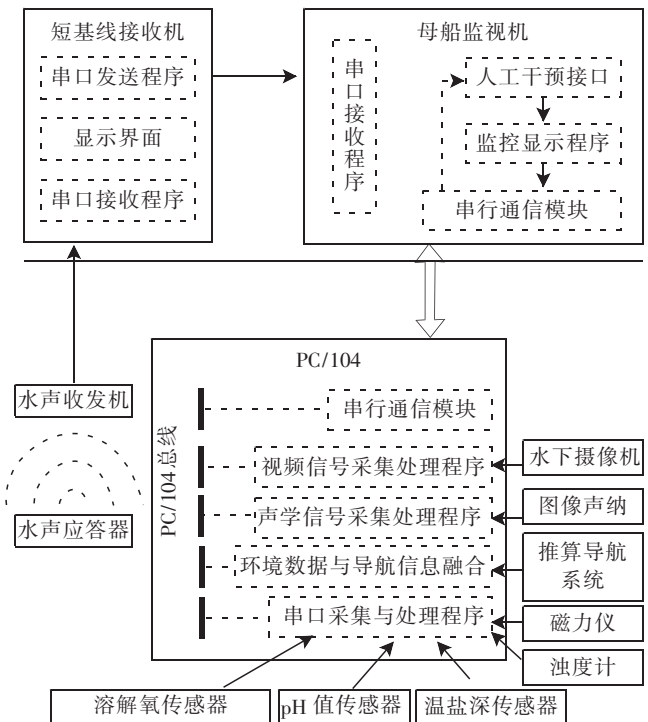 短基线接收机
串口发送程序
显示界面
串口接收程序
母船监视机
串口接收程序
人工干预接口
监控显示程序
串行通信模块
PC/104
PC/104总线
串行通信模块
视频信号采集处理程序
声学信号采集处理程序
环境数据与导航信息融合
串口采集与处理程序
水声收发机
水声应答器
水下摄像机
图像声纳
推算导航
系统
磁力仪
浊度计
溶解氧传感器
pH 值传感器
温盐深传感器